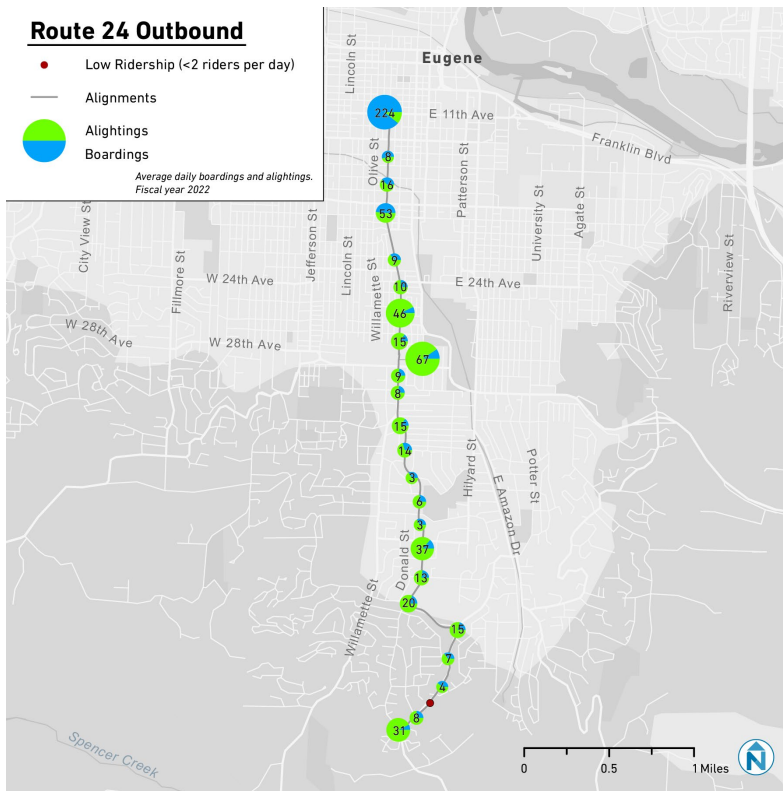 Route 24 Outbound
Low Ridership (<2 riders per day)
Alignments
Alightings
Boardings
Average daily boardings and alightings.
Fiscal year 2022
Lincoln St
Eugene
224
E 11th Ave
Franklin Blvd
8
Olive St
16
Patterson St
53
University St
Agate St
City View St
Fillmore St
Jefferson St
Lincoln St
Riverview St
9
Willamette St
W 24th Ave
10
E 24th Ave
46
W 28th Ave
W 28th Ave
15
67
9
8
15
14
Hilyard St
Potter St
3
6
E Amazon Dr
3
37
Donald St
13
20
Willamette St
15
7
4
8
31
Spencer Creek
0
0.5
1 Miles
N